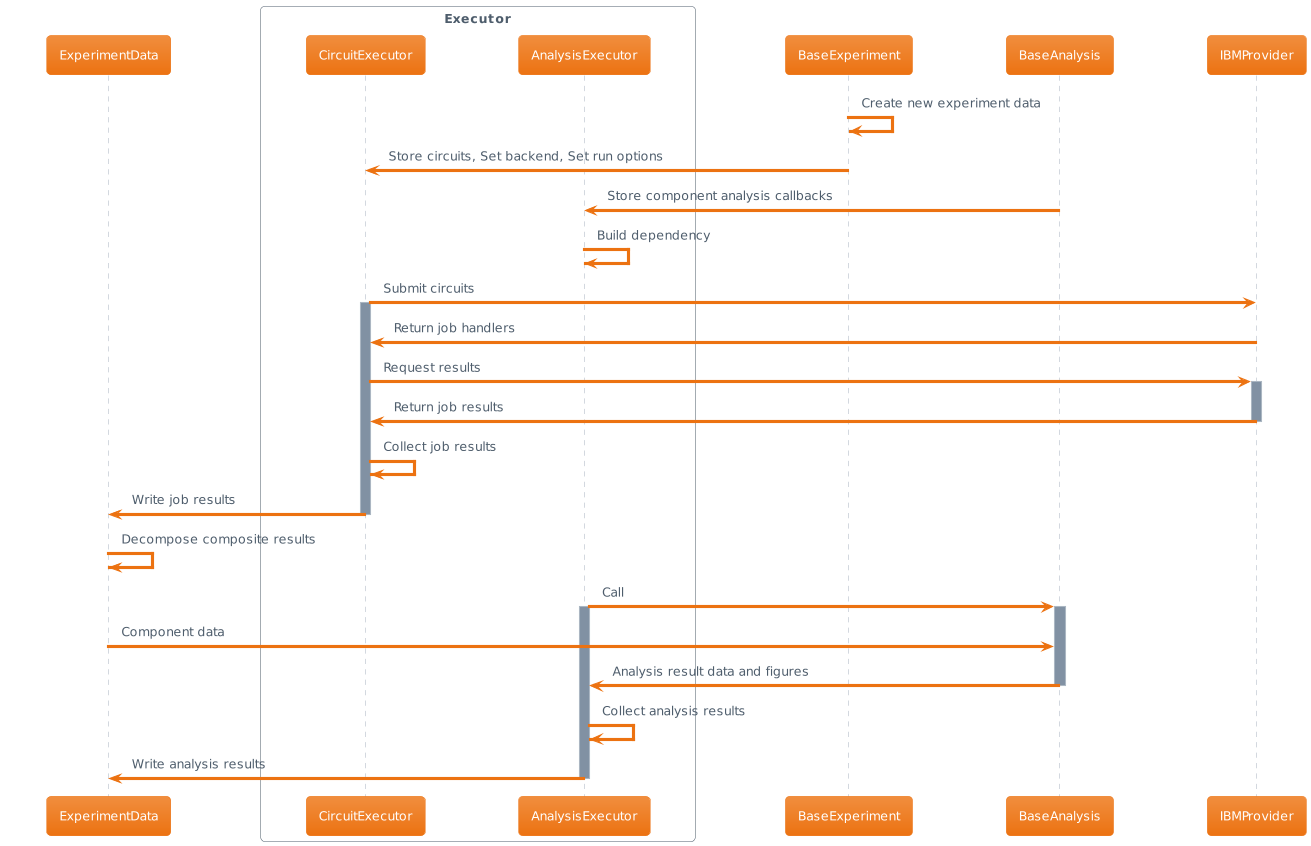 Executor
ExperimentData
CircuitExecutor
AnalysisExecutor
BaseExperiment
BaseAnalysis
IBMProvider
Create new experiment data
Store circuits, Set backend, Set run options
Store component analysis callbacks
Build dependency
Submit circuits
Return job handlers
Request results
Return job results
Collect job results
Write job results
Decompose composite results
Call
Component data
Analysis result data and figures
Collect analysis results
Write analysis results
ExperimentData
CircuitExecutor
AnalysisExecutor
BaseExperiment
BaseAnalysis
IBMProvider